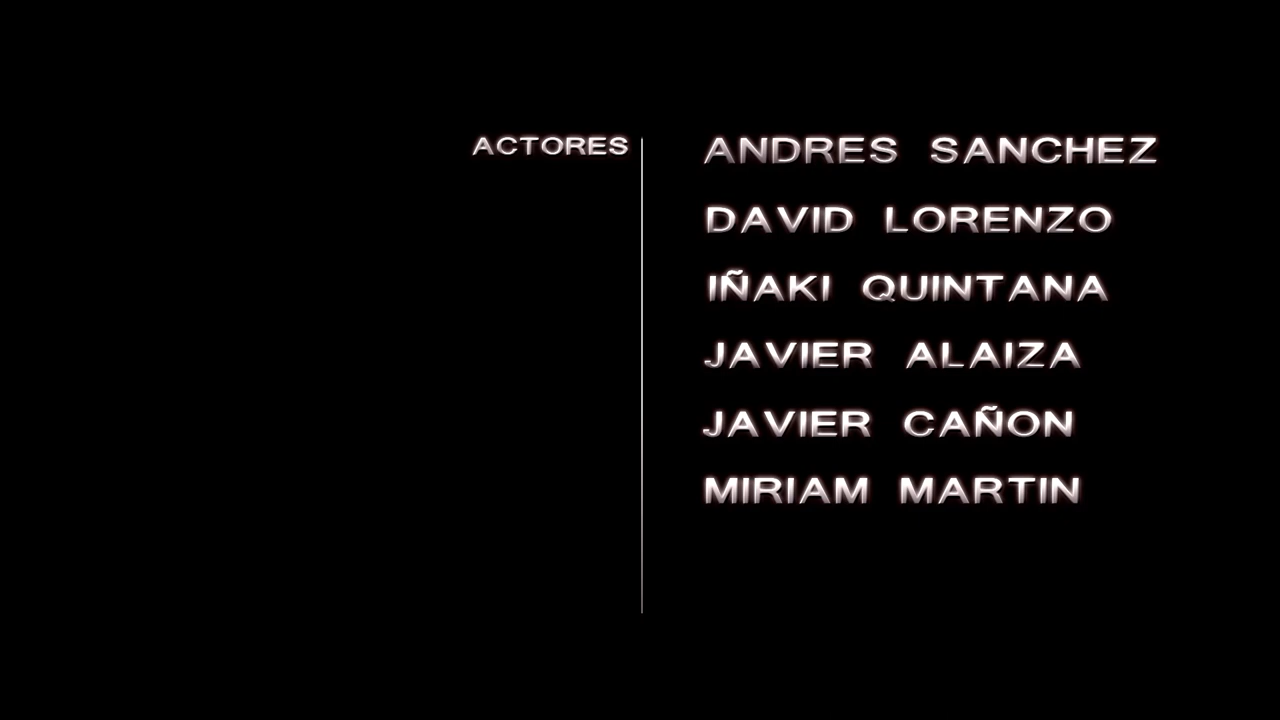 ACTORES
ANDRES SANCHEZ
DAVID LORENZO
IÑAKI QUINTANA
JAVIER ALAIZA
JAVIER CAÑON
MIRIAM MARTIN